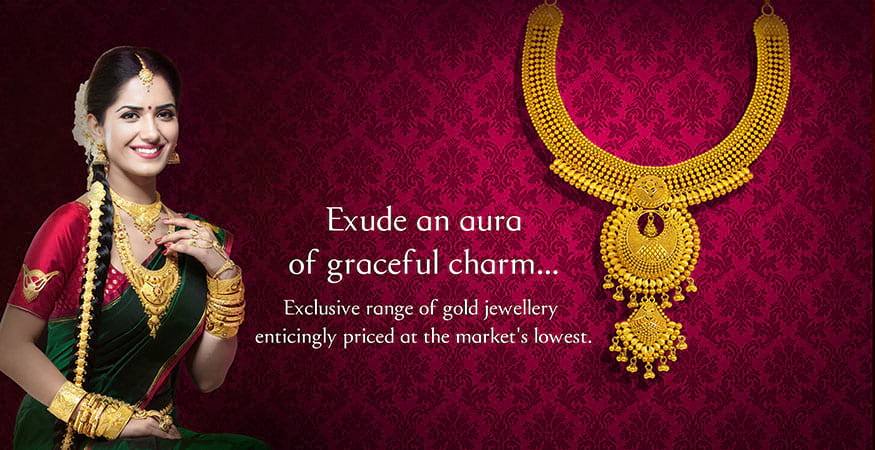 Exude an aura
of graceful charm...
Exclusive range of gold jewellery
enticingly priced at the market's lowest.